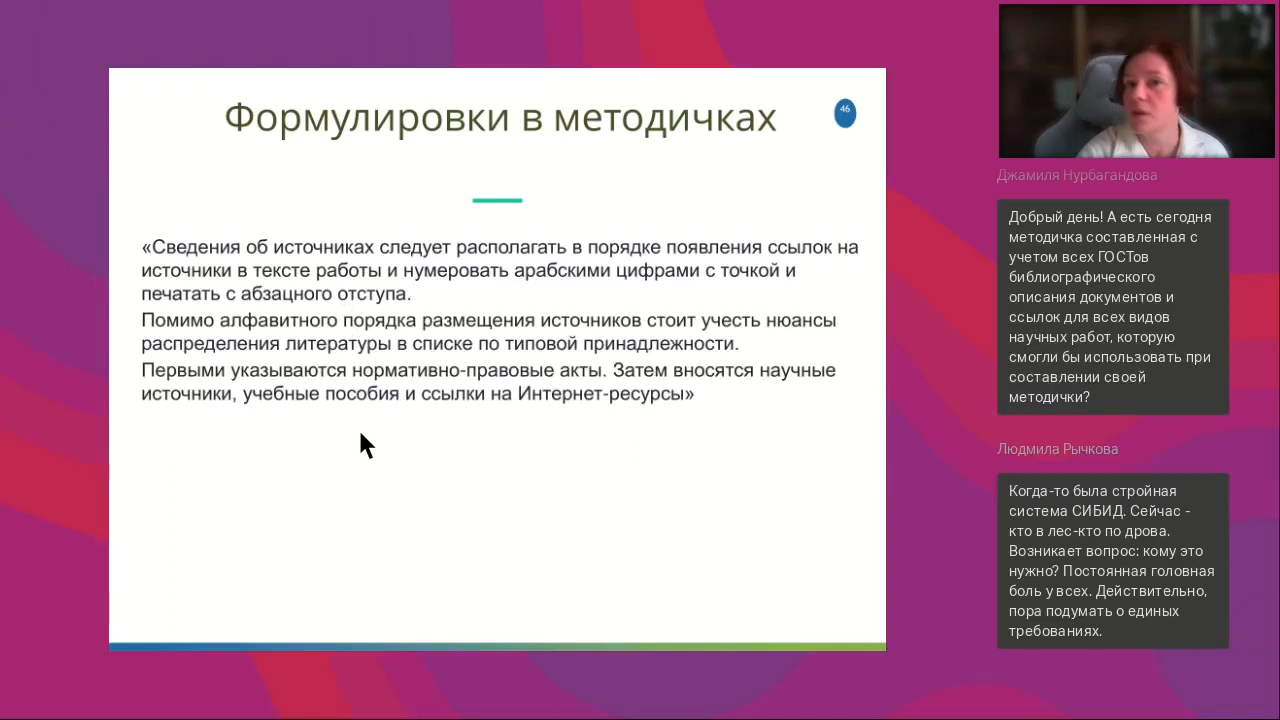 Формулировки в методичках
46
«Сведения об источниках следует располагать в порядке появления ссылок на
источники в тексте работы и нумеровать арабскими цифрами с точкой и
печатать с абзацного отступа.
Помимо алфавитного порядка размещения источников стоит учесть нюансы
распределения литературы в списке по типовой принадлежности.
Первыми указываются нормативно-правовые акты. Затем вносятся научные
источники, учебные пособия и ссылки на Интернет-ресурсы»
Джамиля Нурбагандова
Добрый день! А есть сегодня
методичка составленная с
учетом всех ГОСТов
библиографического
описания документов и
ссылок для всех видов
научных работ, которую
смогли бы использовать при
составлении своей
методички?
Людмила Рычкова
Когда-то была стройная
система СИБИД. Сейчас -
кто в лес-кто по дрова.
Возникает вопрос: кому это
нужно? Постоянная головная
боль у всех. Действительно,
пора подумать о единых
требованиях.